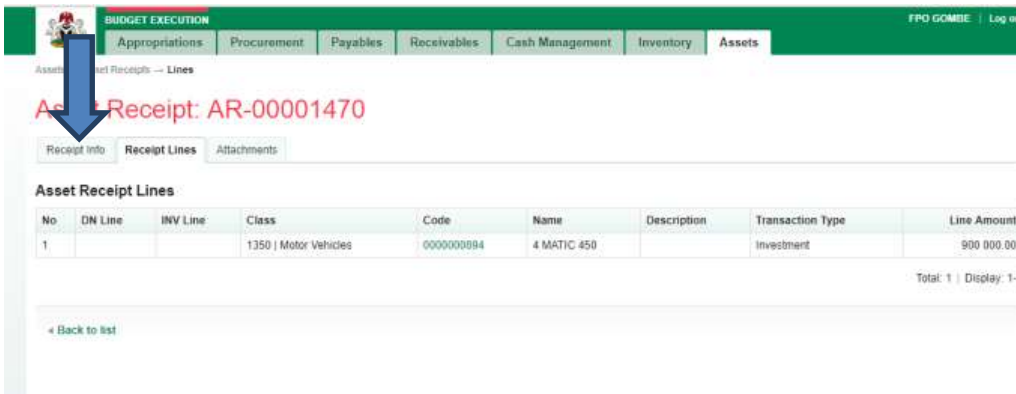 BUDGET EXECUTION
FPO GOMBE | Log
Appropriations Procurement Payables Receivables Cash Management Inventory Assets
Receipts → Lines
Asset Receipt: AR-00001470
Receipt Info Receipt Lines Attachments
Asset Receipt Lines
No DN Line INV Line Class Code Name Description Transaction Type Line Amount
1 1350 | Motor Vehicles 0000000894 4 MATIC 450 Investment 900 000.00
Total: 1 | Display: 1-
« Back to list